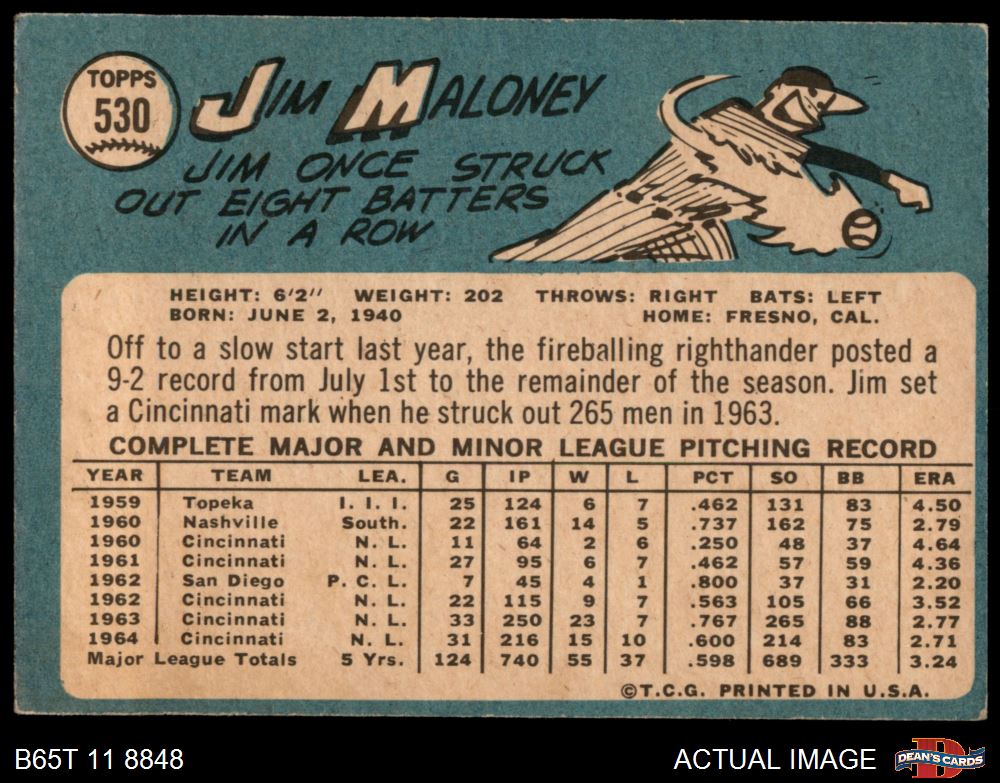 TOPPS
530
JIM MALONEY
JIM ONCE STRUCK
OUT EIGHT BATTERS
IN A ROW
HEIGHT: 6'2" WEIGHT: 202 THROWS: RIGHT BATS: LEFT
BORN: JUNE 2, 1940 HOME: FRESNO, CAL.
Off to a slow start last year, the fireballing righthander posted a
9-2 record from July 1st to the remainder of the season. Jim set
a Cincinnati mark when he struck out 265 men in 1963.
COMPLETE MAJOR AND MINOR LEAGUE PITCHING RECORD
YEAR TEAM LEA. G IP W L PCT SO BB ERA
1959 Topeka I. I. I. 25 124 6 7 .462 131 83 4.50
1960 Nashville South. 22 161 14 5 .737 162 75 2.79
1960 Cincinnati N. L. 11 64 2 6 .250 48 37 4.64
1961 Cincinnati N. L. 27 95 6 7 .462 57 59 4.36
1962 San Diego P. C. L. 7 45 4 1 .800 37 31 2.20
1962 Cincinnati N. L. 22 115 9 7 .563 105 66 3.52
1963 Cincinnati N. L. 33 250 23 7 .767 265 88 2.77
1964 Cincinnati N. L. 31 216 15 10 .600 214 83 2.71
Major League Totals 5 Yrs. 124 740 55 37 .598 689 333 3.24
©T.C.G. PRINTED IN U.S.A.
B65T 11 8848 ACTUAL IMAGE
D
DEAN'S CARDS